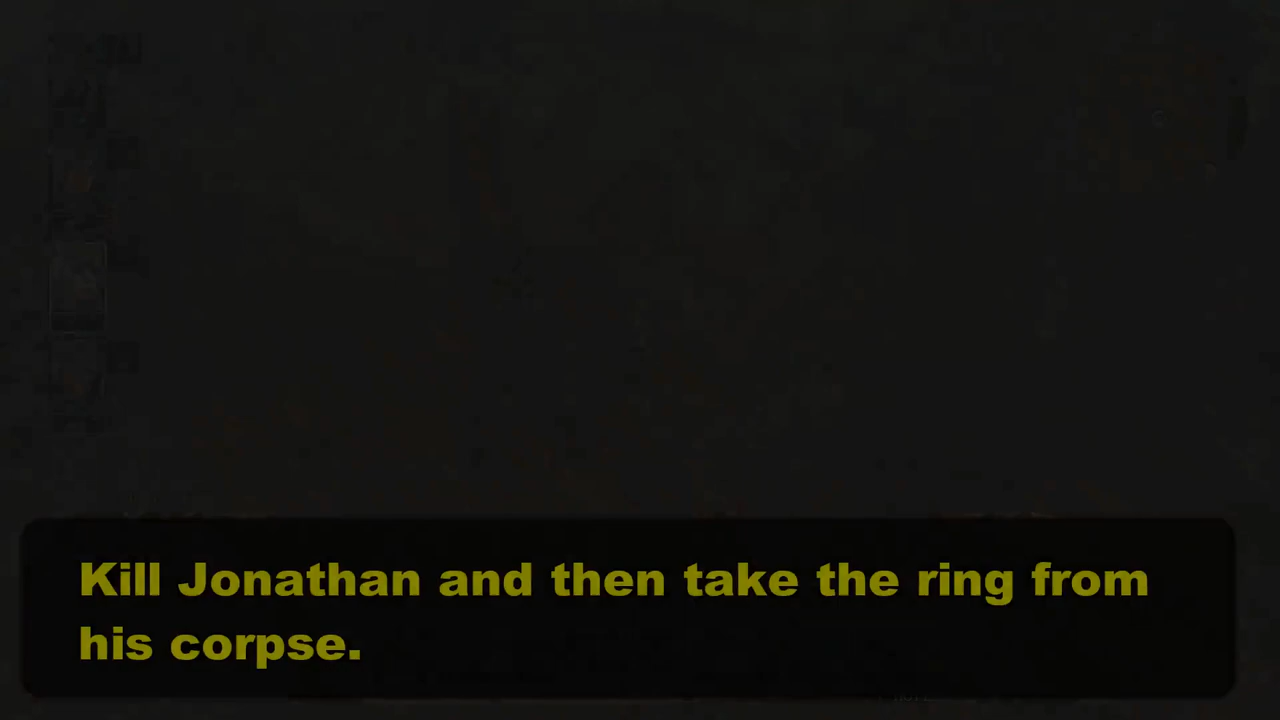 Kill Jonathan and then take the ring from
his corpse.